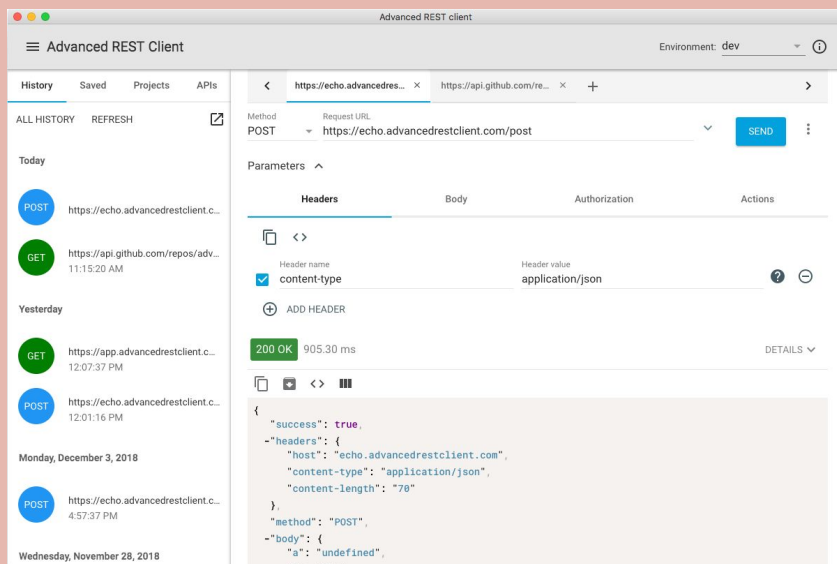 Advanced REST client
Advanced REST Client
Environment: dev
History Saved Projects APIs
ALL HISTORY REFRESH
Today
POST https://echo.advancedrestclient.c...
GET https://api.github.com/repos/adv...
11:15:20 AM
Yesterday
GET https://app.advancedrestclient.c...
12:07:37 PM
POST https://echo.advancedrestclient.c...
12:01:16 PM
Monday, December 3, 2018
POST https://echo.advancedrestclient.c...
4:57:37 PM
Wednesday, November 28, 2018
https://echo.advancedres... × https://api.github.com/re... × +
Method Request URL
POST https://echo.advancedrestclient.com/post
SEND
Parameters
Headers Body Authorization Actions
Header name Header value
content-type application/json
ADD HEADER
200 OK 905.30 ms DETAILS
{
"success": true,
-"headers": {
"host": "echo.advancedrestclient.com",
"content-type": "application/json",
"content-length": "70"
},
"method": "POST",
-"body": {
"a": "undefined",